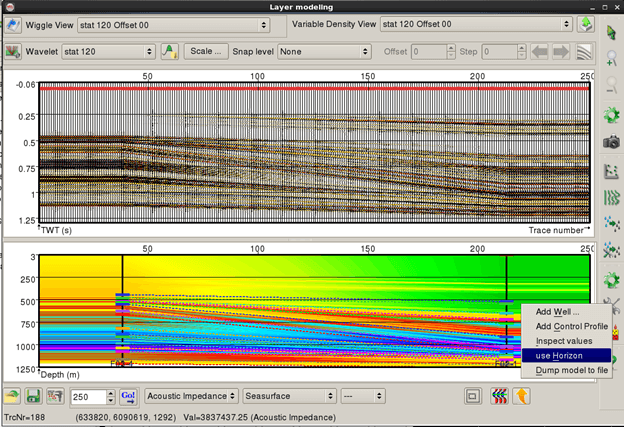 Layer modeling
Wiggle View stat 120 Offset 00 Variable Density View stat 120 Offset 00
Wavelet stat 120 Scale ... Snap level None Offset 0 Step 0
50 100 150 200 250
-0.06
0.25
0.5
0.75
1
1.25
TWT (s) Trace number
50 100 150 200 250
3
250
500
750
1000
1250
Depth (m)
Add Well ...
Add Control Profile
Inspect values
use Horizon
Dump model to file
250 Go! Acoustic Impedance Seasurface ---
TrcNr=188 (633820, 6090619, 1292) Val=3837437.25 (Acoustic Impedance)